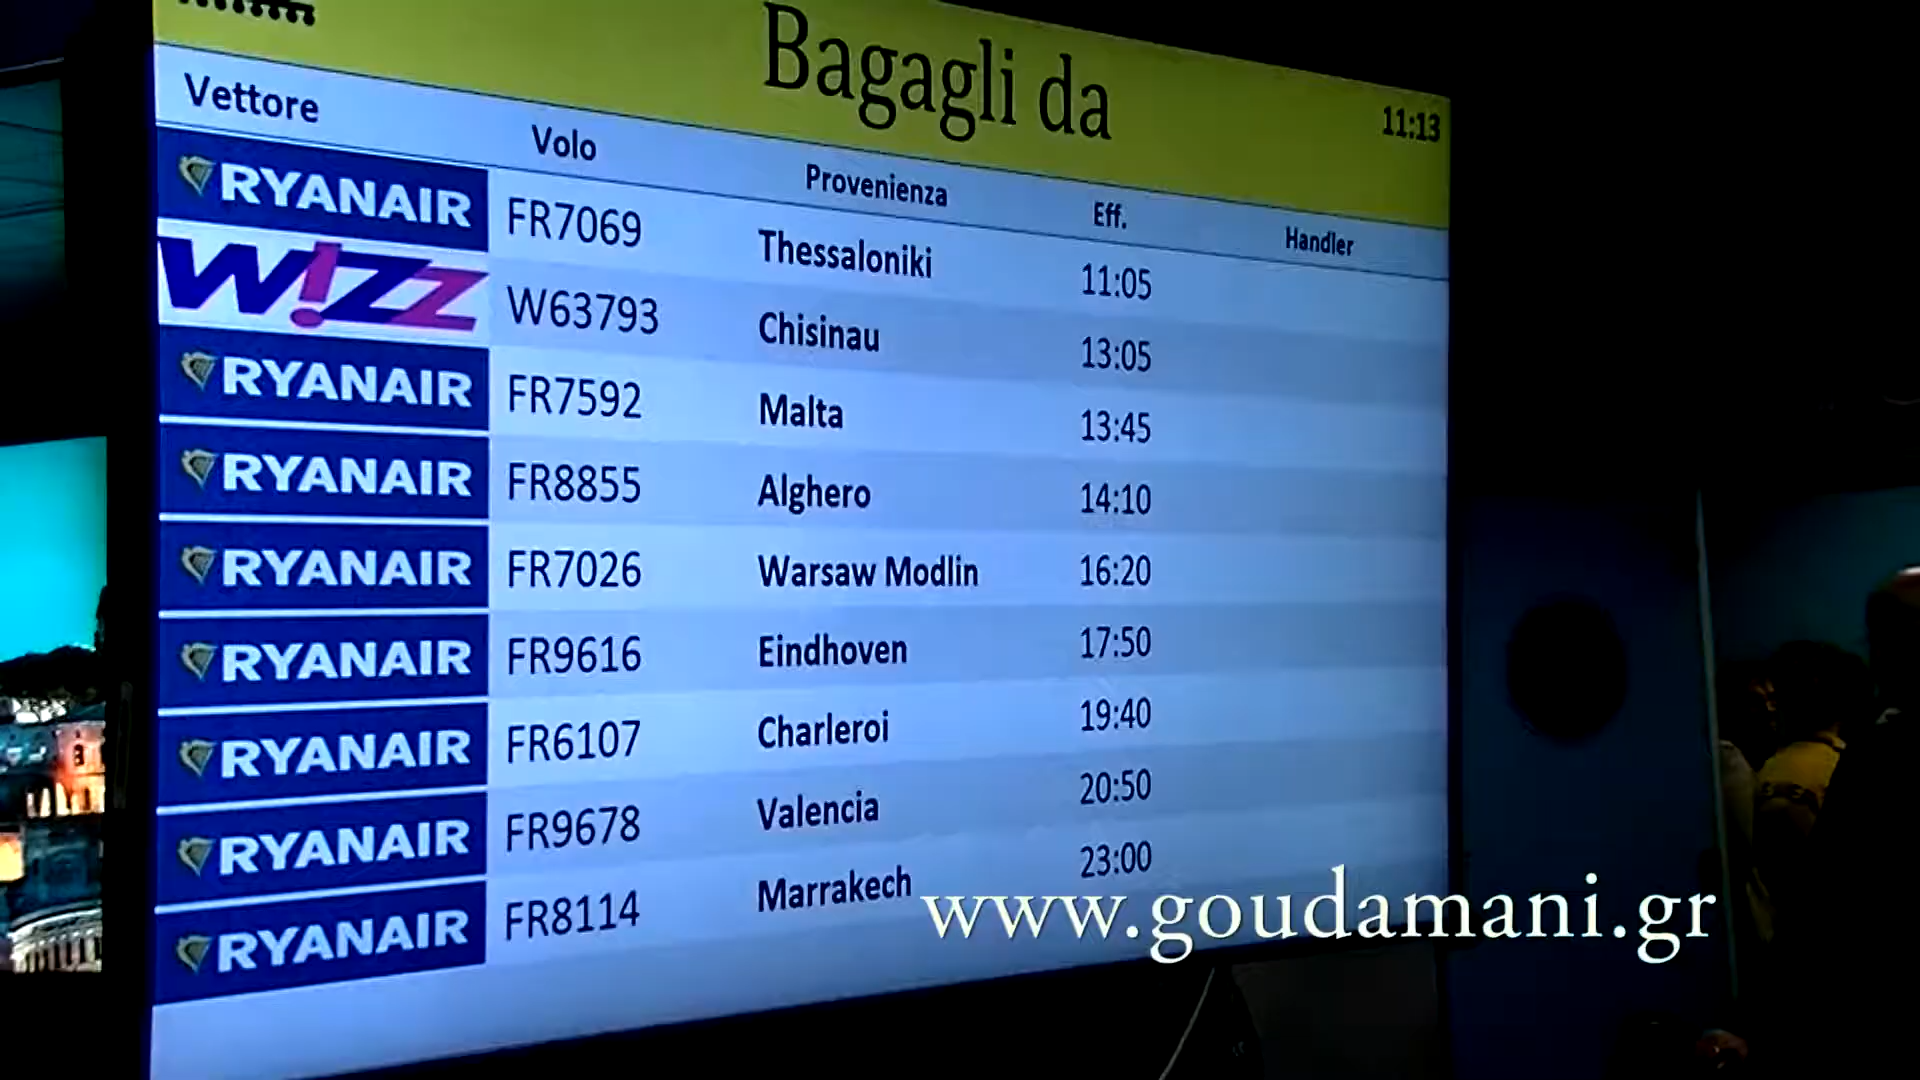 Bagagli da
11:13
Vettore Volo Provenienza Eff. Handler
RYANAIR FR7069 Thessaloniki 11:05
W!ZZ W63793 Chisinau 13:05
RYANAIR FR7592 Malta 13:45
RYANAIR FR8855 Alghero 14:10
RYANAIR FR7026 Warsaw Modlin 16:20
RYANAIR FR9616 Eindhoven 17:50
RYANAIR FR6107 Charleroi 19:40
RYANAIR FR9678 Valencia 20:50
RYANAIR FR8114 Marrakech 23:00
www.goudamani.gr